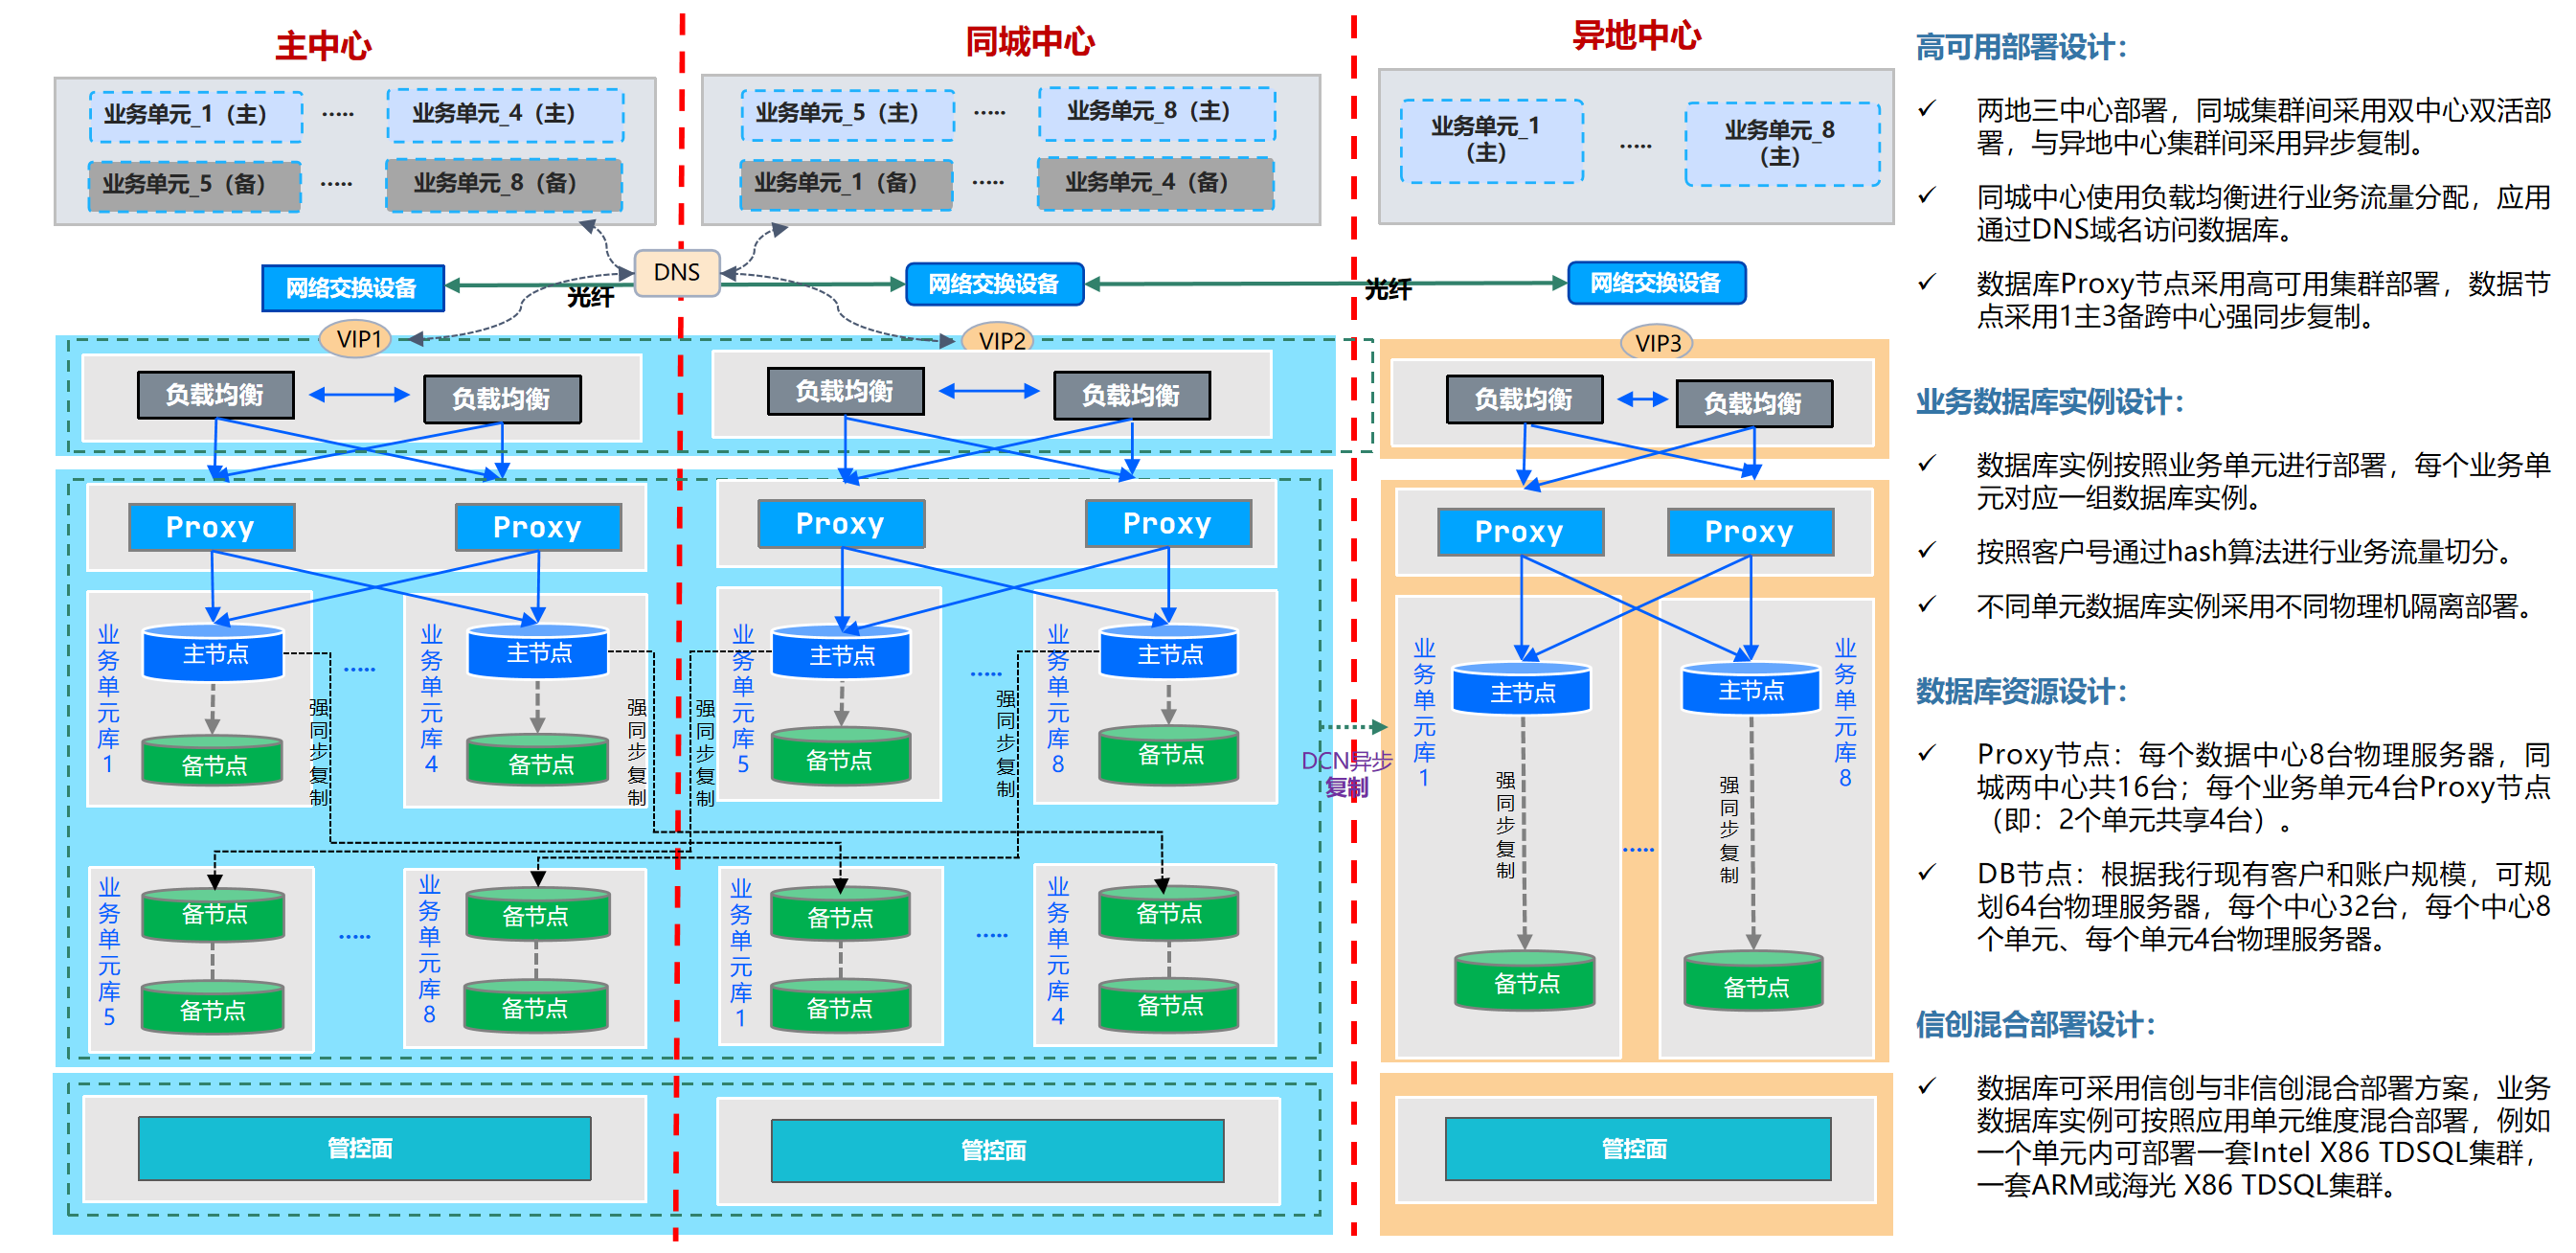 主中心
同城中心
异地中心
业务单元_1（主）
.....
业务单元_4（主）
业务单元_5（备）
.....
业务单元_8（备）
业务单元_5（主）
.....
业务单元_8（主）
业务单元_1（备）
.....
业务单元_4（备）
业务单元_1
（主）
.....
业务单元_8
（主）
DNS
网络交换设备
光纤
网络交换设备
光纤
网络交换设备
VIP1
VIP2
VIP3
负载均衡
负载均衡
负载均衡
负载均衡
负载均衡
负载均衡
Proxy
Proxy
Proxy
Proxy
Proxy
Proxy
业务单元库1
主节点
备节点
强同步复制
.....
业务单元库4
主节点
备节点
强同步复制
强同步复制
业务单元库5
主节点
备节点
.....
强同步复制
业务单元库8
主节点
备节点
DCN异步
复制
业务单元库5
备节点
备节点
.....
业务单元库8
备节点
备节点
业务单元库1
备节点
备节点
.....
业务单元库4
备节点
备节点
业务单元库1
主节点
强同步复制
备节点
.....
业务单元库8
主节点
强同步复制
备节点
管控面
管控面
管控面
高可用部署设计：
✓ 两地三中心部署，同城集群间采用双中心双活部
署，与异地中心集群间采用异步复制。
✓ 同城中心使用负载均衡进行业务流量分配，应用
通过DNS域名访问数据库。
✓ 数据库Proxy节点采用高可用集群部署，数据节
点采用1主3备跨中心强同步复制。
业务数据库实例设计：
✓ 数据库实例按照业务单元进行部署，每个业务单
元对应一组数据库实例。
✓ 按照客户号通过hash算法进行业务流量切分。
✓ 不同单元数据库实例采用不同物理机隔离部署。
数据库资源设计：
✓ Proxy节点：每个数据中心8台物理服务器，同
城两中心共16台；每个业务单元4台Proxy节点
（即：2个单元共享4台）。
✓ DB节点：根据我行现有客户和账户规模，可规
划64台物理服务器，每个中心32台，每个中心8
个单元、每个单元4台物理服务器。
信创混合部署设计：
✓ 数据库可采用信创与非信创混合部署方案，业务
数据库实例可按照应用单元维度混合部署，例如
一个单元内可部署一套Intel X86 TDSQL集群，
一套ARM或海光 X86 TDSQL集群。